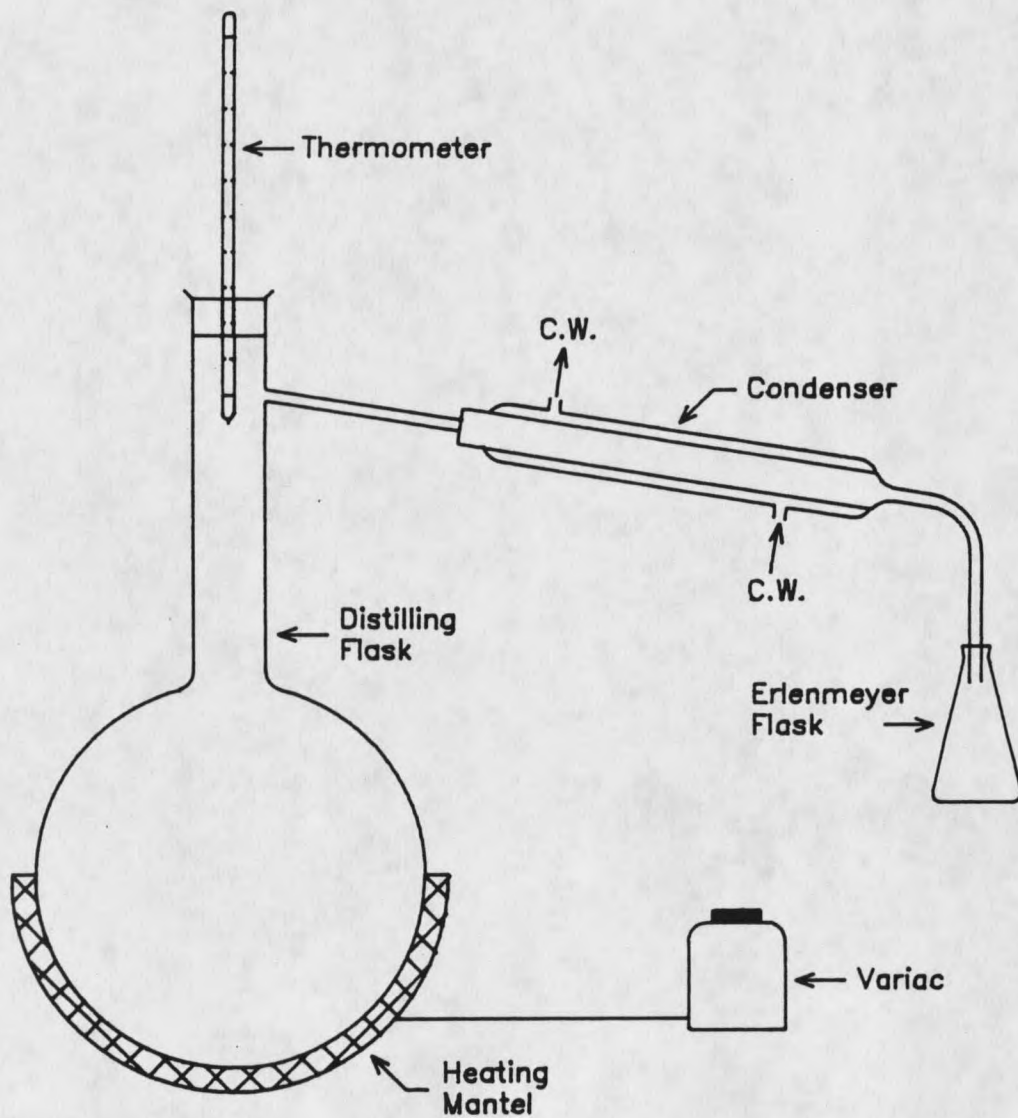 Thermometer
C.W.
Condenser
C.W.
Distilling
Flask
Erlenmeyer
Flask
Variac
Heating
Mantel